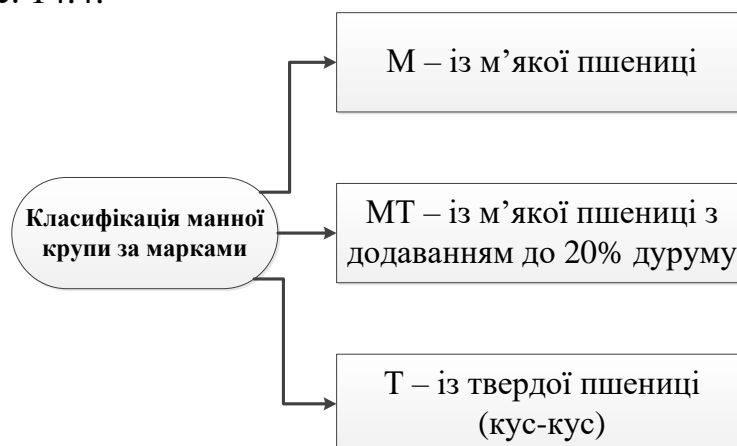 М – із м’якої пшениці
Класифікація манної
крупи за марками
МТ – із м’якої пшениці з
додаванням до 20% дуруму
Т – із твердої пшениці
(кус-кус)